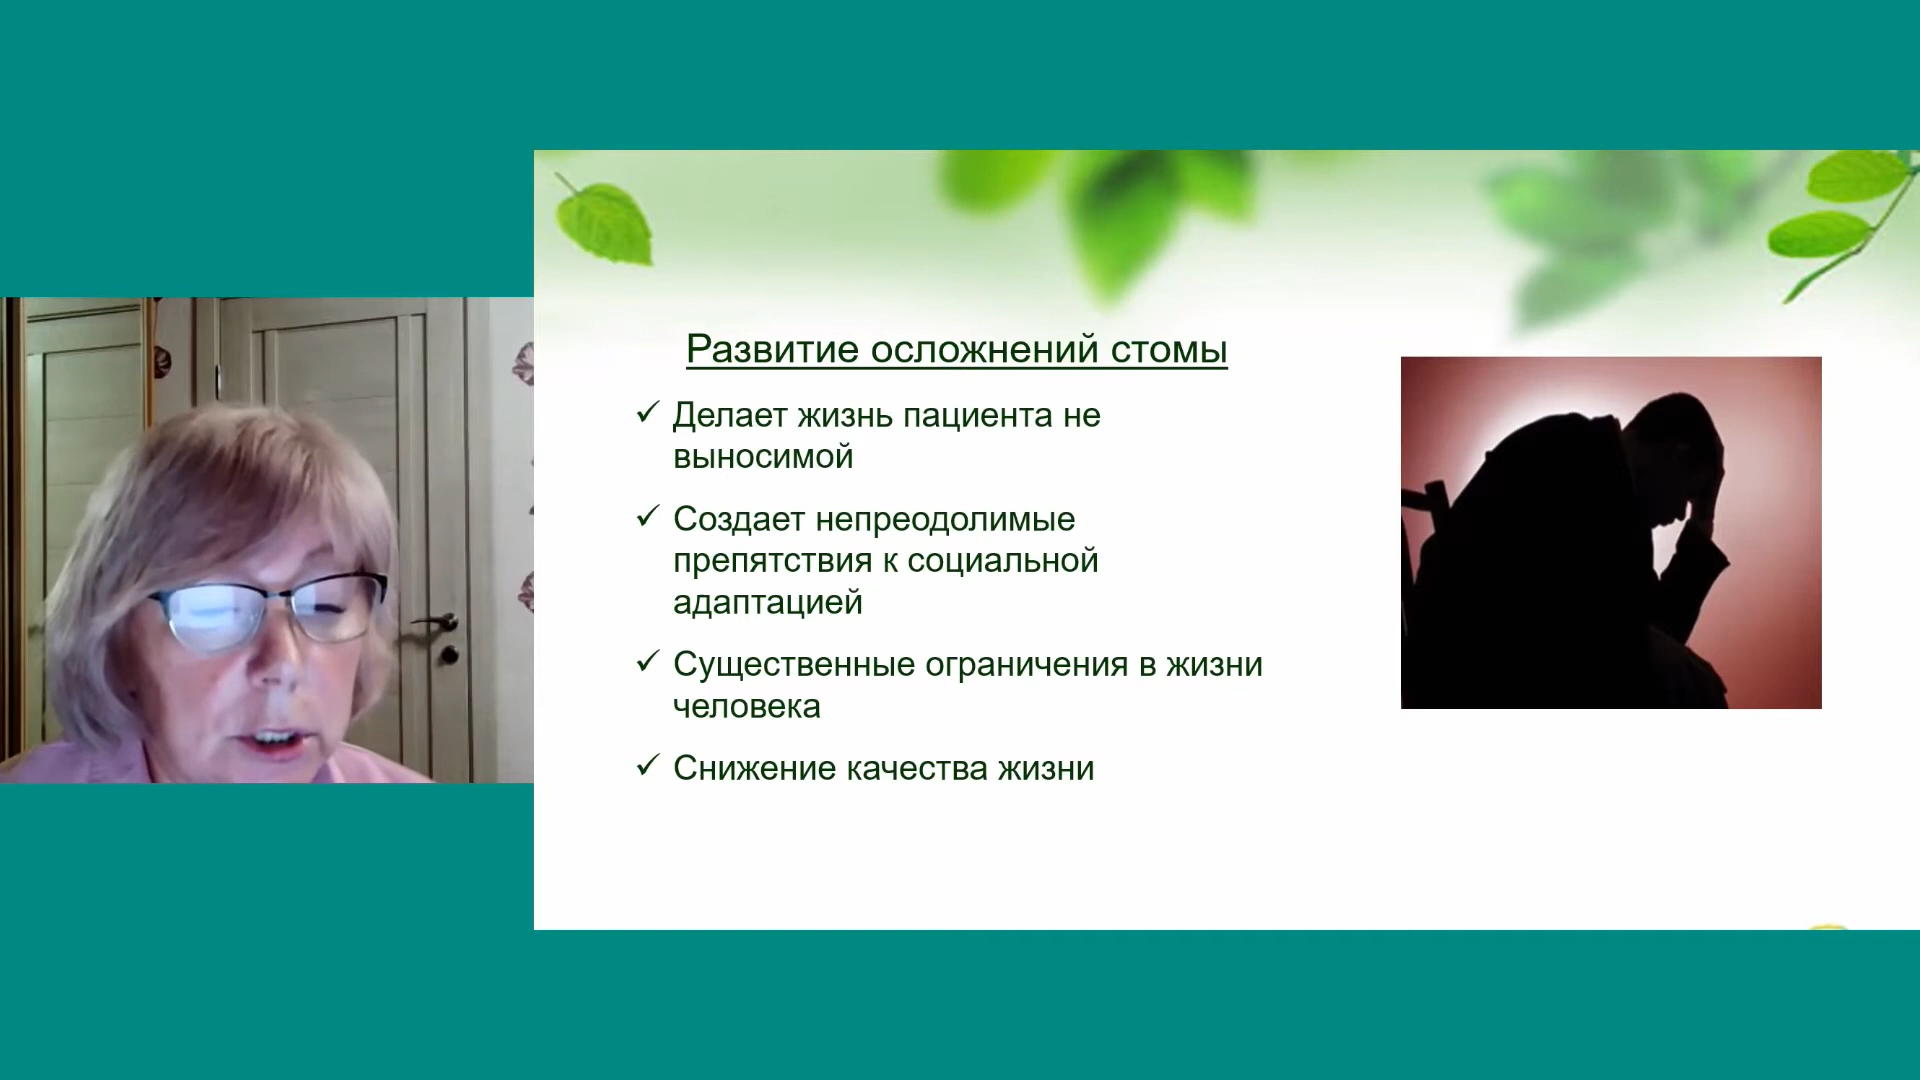 Развитие осложнений стомы
✓ Делает жизнь пациента не
выносимой
✓ Создает непреодолимые
препятствия к социальной
адаптацией
✓ Существенные ограничения в жизни
человека
✓ Снижение качества жизни